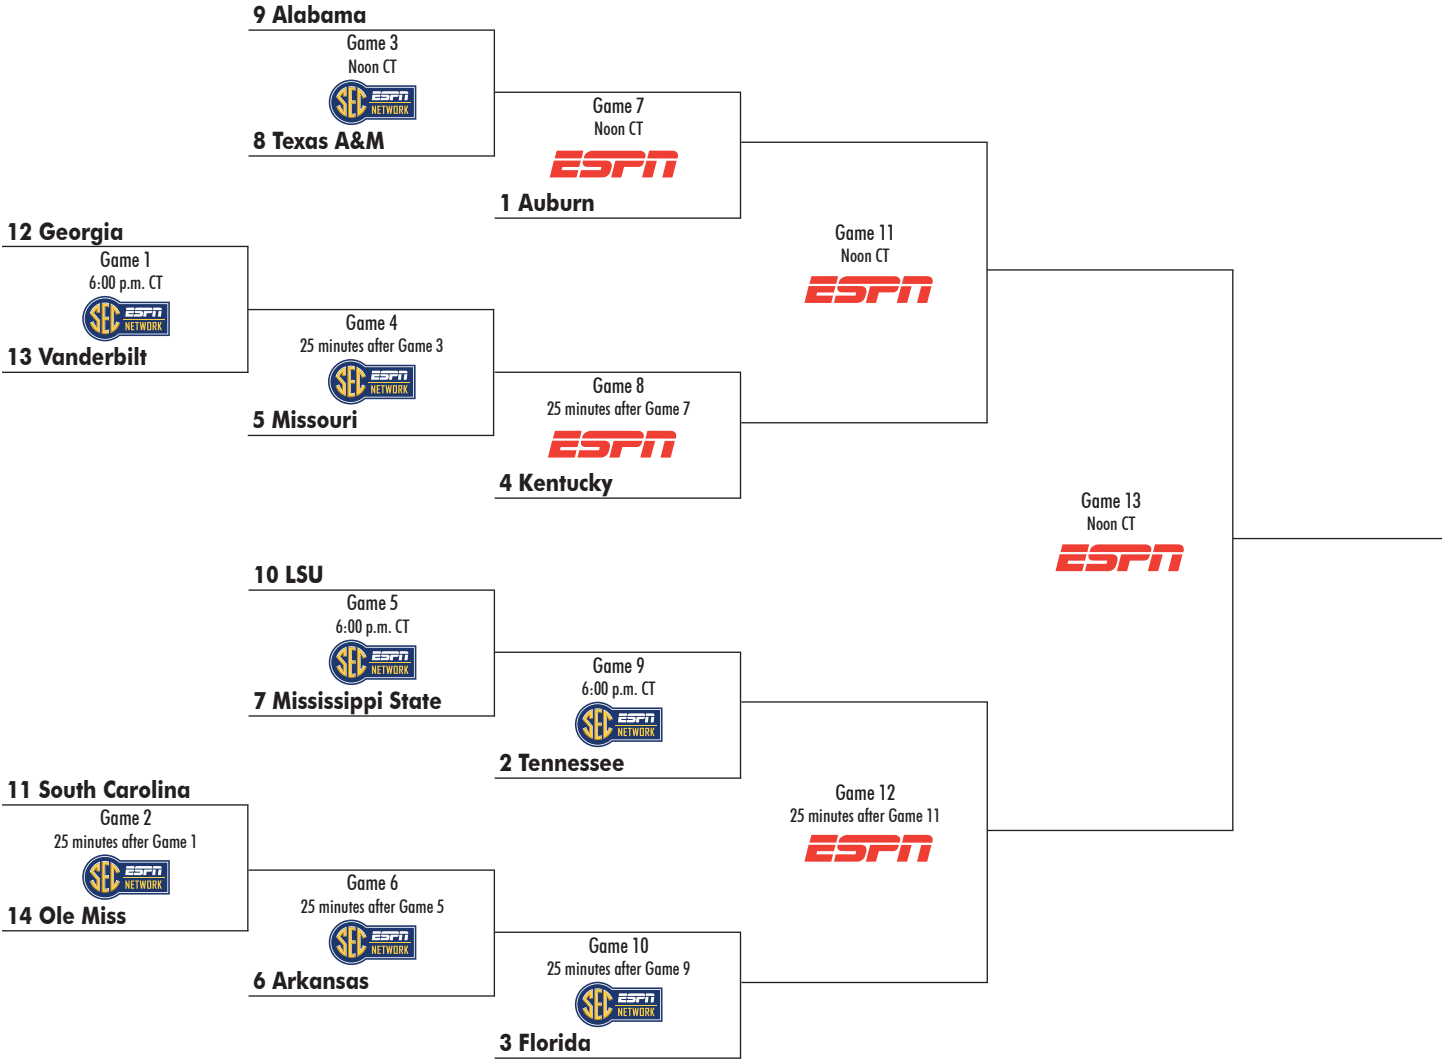 9 Alabama
Game 3
Noon CT
SEC ESPN NETWORK
8 Texas A&M
Game 7
Noon CT
ESPN
1 Auburn
12 Georgia
Game 1
6:00 p.m. CT
SEC ESPN NETWORK
13 Vanderbilt
Game 4
25 minutes after Game 3
SEC ESPN NETWORK
5 Missouri
Game 8
25 minutes after Game 7
ESPN
4 Kentucky
Game 11
Noon CT
ESPN
Game 13
Noon CT
ESPN
10 LSU
Game 5
6:00 p.m. CT
SEC ESPN NETWORK
7 Mississippi State
Game 9
6:00 p.m. CT
SEC ESPN NETWORK
2 Tennessee
11 South Carolina
Game 2
25 minutes after Game 1
SEC ESPN NETWORK
14 Ole Miss
Game 6
25 minutes after Game 5
SEC ESPN NETWORK
6 Arkansas
Game 10
25 minutes after Game 9
SEC ESPN NETWORK
3 Florida
Game 12
25 minutes after Game 11
ESPN